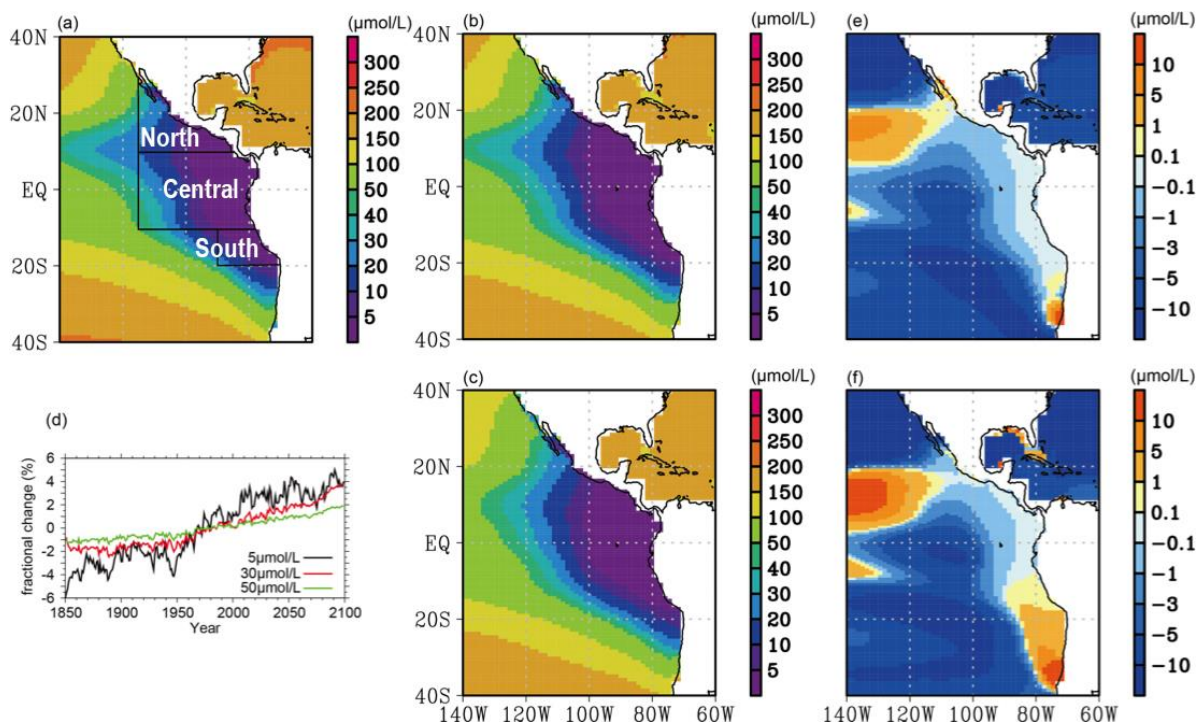 (a)
(μmol/L)
40N
20N
EQ
20S
40S
North
Central
South
300
250
200
150
100
50
40
30
20
10
5
(b)
(μmol/L)
40N
20N
EQ
20S
40S
300
250
200
150
100
50
40
30
20
10
5
(e)
(μmol/L)
10
5
1
0.1
−0.1
−1
−3
−5
−10
(d)
fractional change (%)
6
4
2
0
-2
-4
-6
5μmol/L
30μmol/L
50μmol/L
1850 1900 1950 2000 2050 2100
Year
(c)
(μmol/L)
40N
20N
EQ
20S
40S
140W 120W 100W 80W 60W
300
250
200
150
100
50
40
30
20
10
5
(f)
(μmol/L)
140W 120W 100W 80W 60W
10
5
1
0.1
−0.1
−1
−3
−5
−10